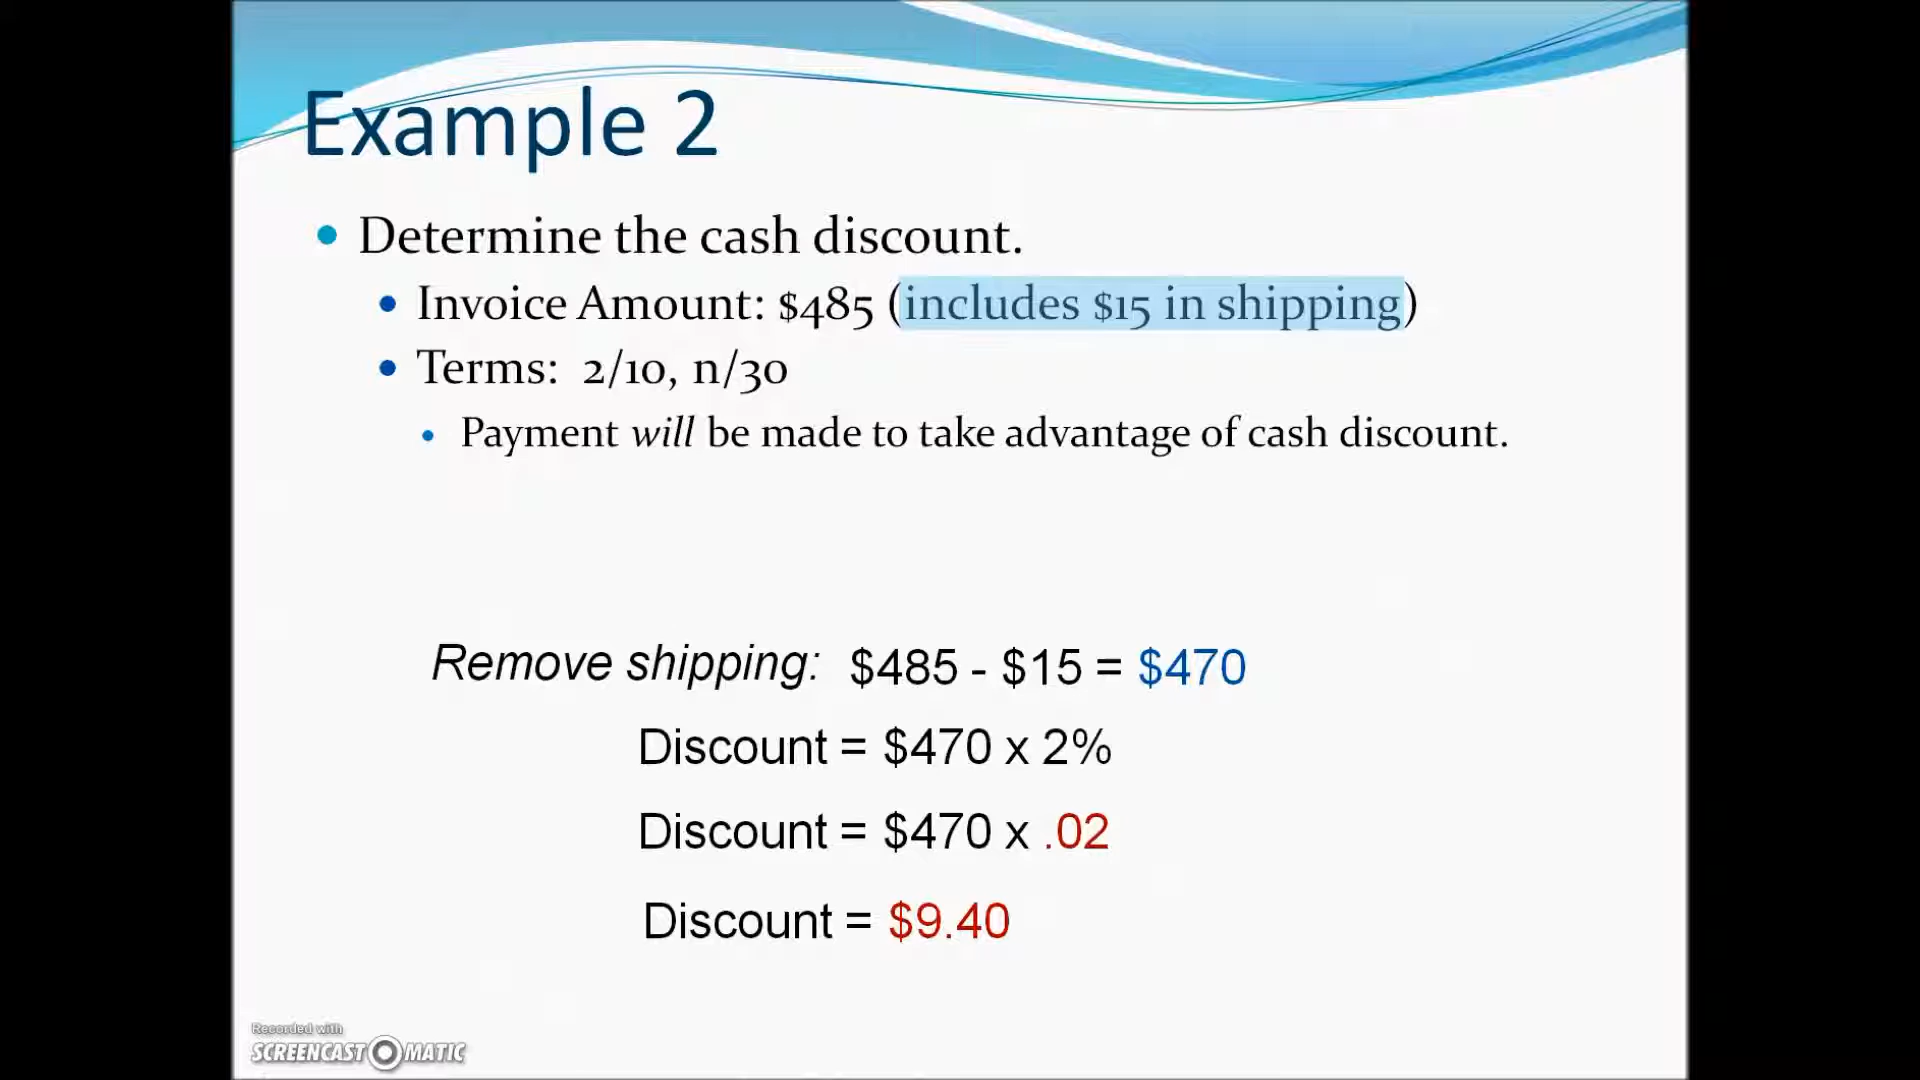 Example 2
Determine the cash discount.
Invoice Amount: $485 (includes $15 in shipping)
Terms: 2/10, n/30
Payment will be made to take advantage of cash discount.
Remove shipping: $485 - $15 = $470
Discount = $470 x 2%
Discount = $470 x .02
Discount = $9.40
Recorded with
SCREENCAST-O-MATIC